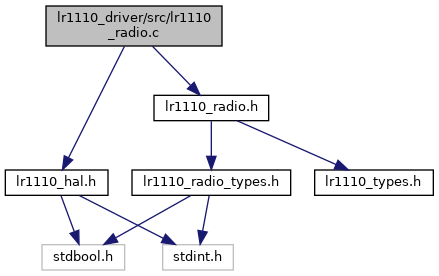 lr1110_driver/src/lr1110
_radio.c
lr1110_radio.h
lr1110_hal.h
lr1110_radio_types.h
lr1110_types.h
stdbool.h
stdint.h